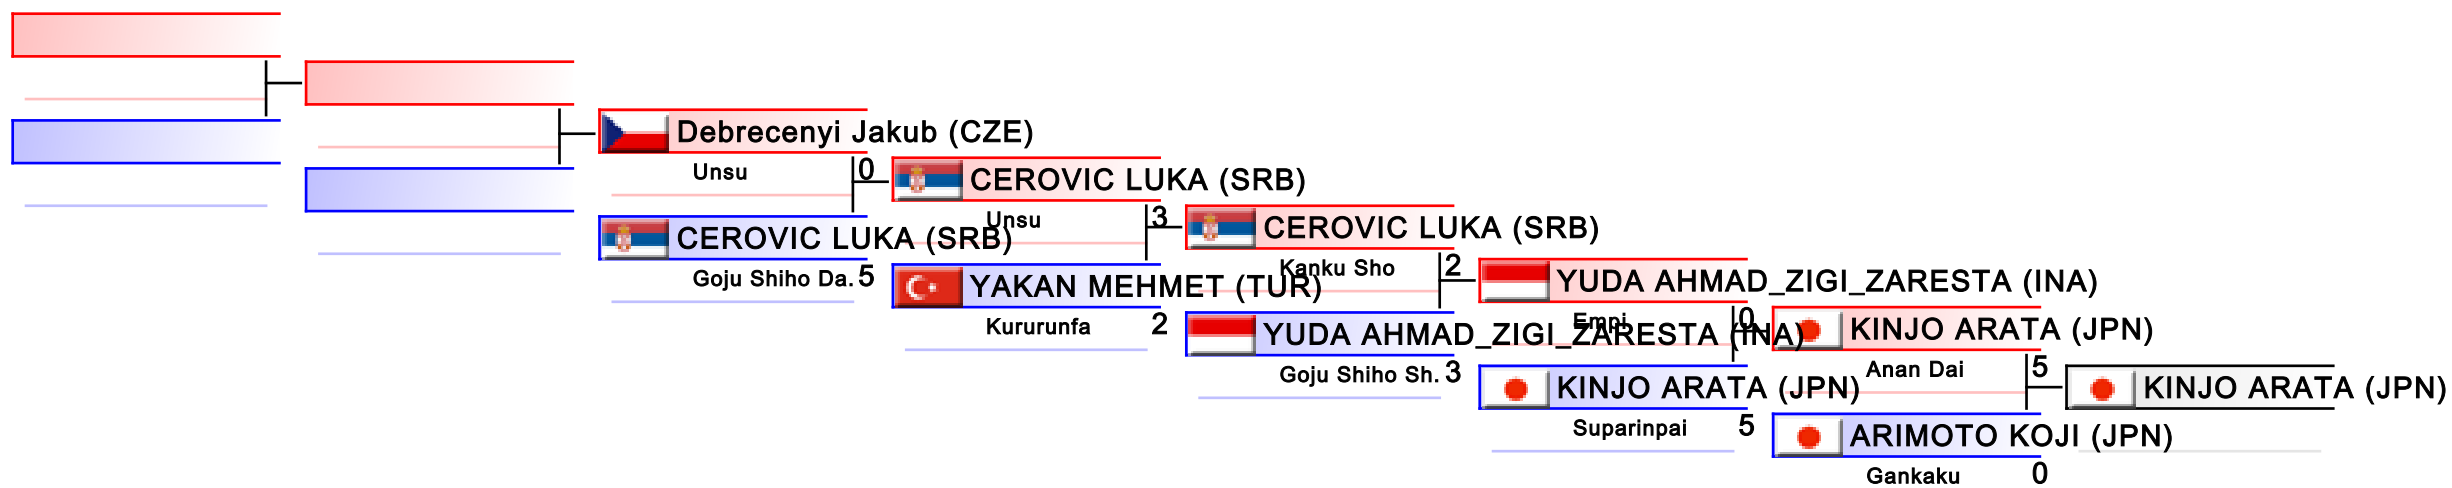 Debrecenyi Jakub (CZE)
Unsu
0
CEROVIC LUKA (SRB)
Goju Shiho Da.
5
CEROVIC LUKA (SRB)
Unsu
3
YAKAN MEHMET (TUR)
Kururunfa
2
CEROVIC LUKA (SRB)
Kanku Sho
2
YUDA AHMAD_ZIGI_ZARESTA (INA)
Goju Shiho Sh.
3
YUDA AHMAD_ZIGI_ZARESTA (INA)
Empi
0
KINJO ARATA (JPN)
Suparinpai
5
KINJO ARATA (JPN)
Anan Dai
5
ARIMOTO KOJI (JPN)
Gankaku
0
KINJO ARATA (JPN)